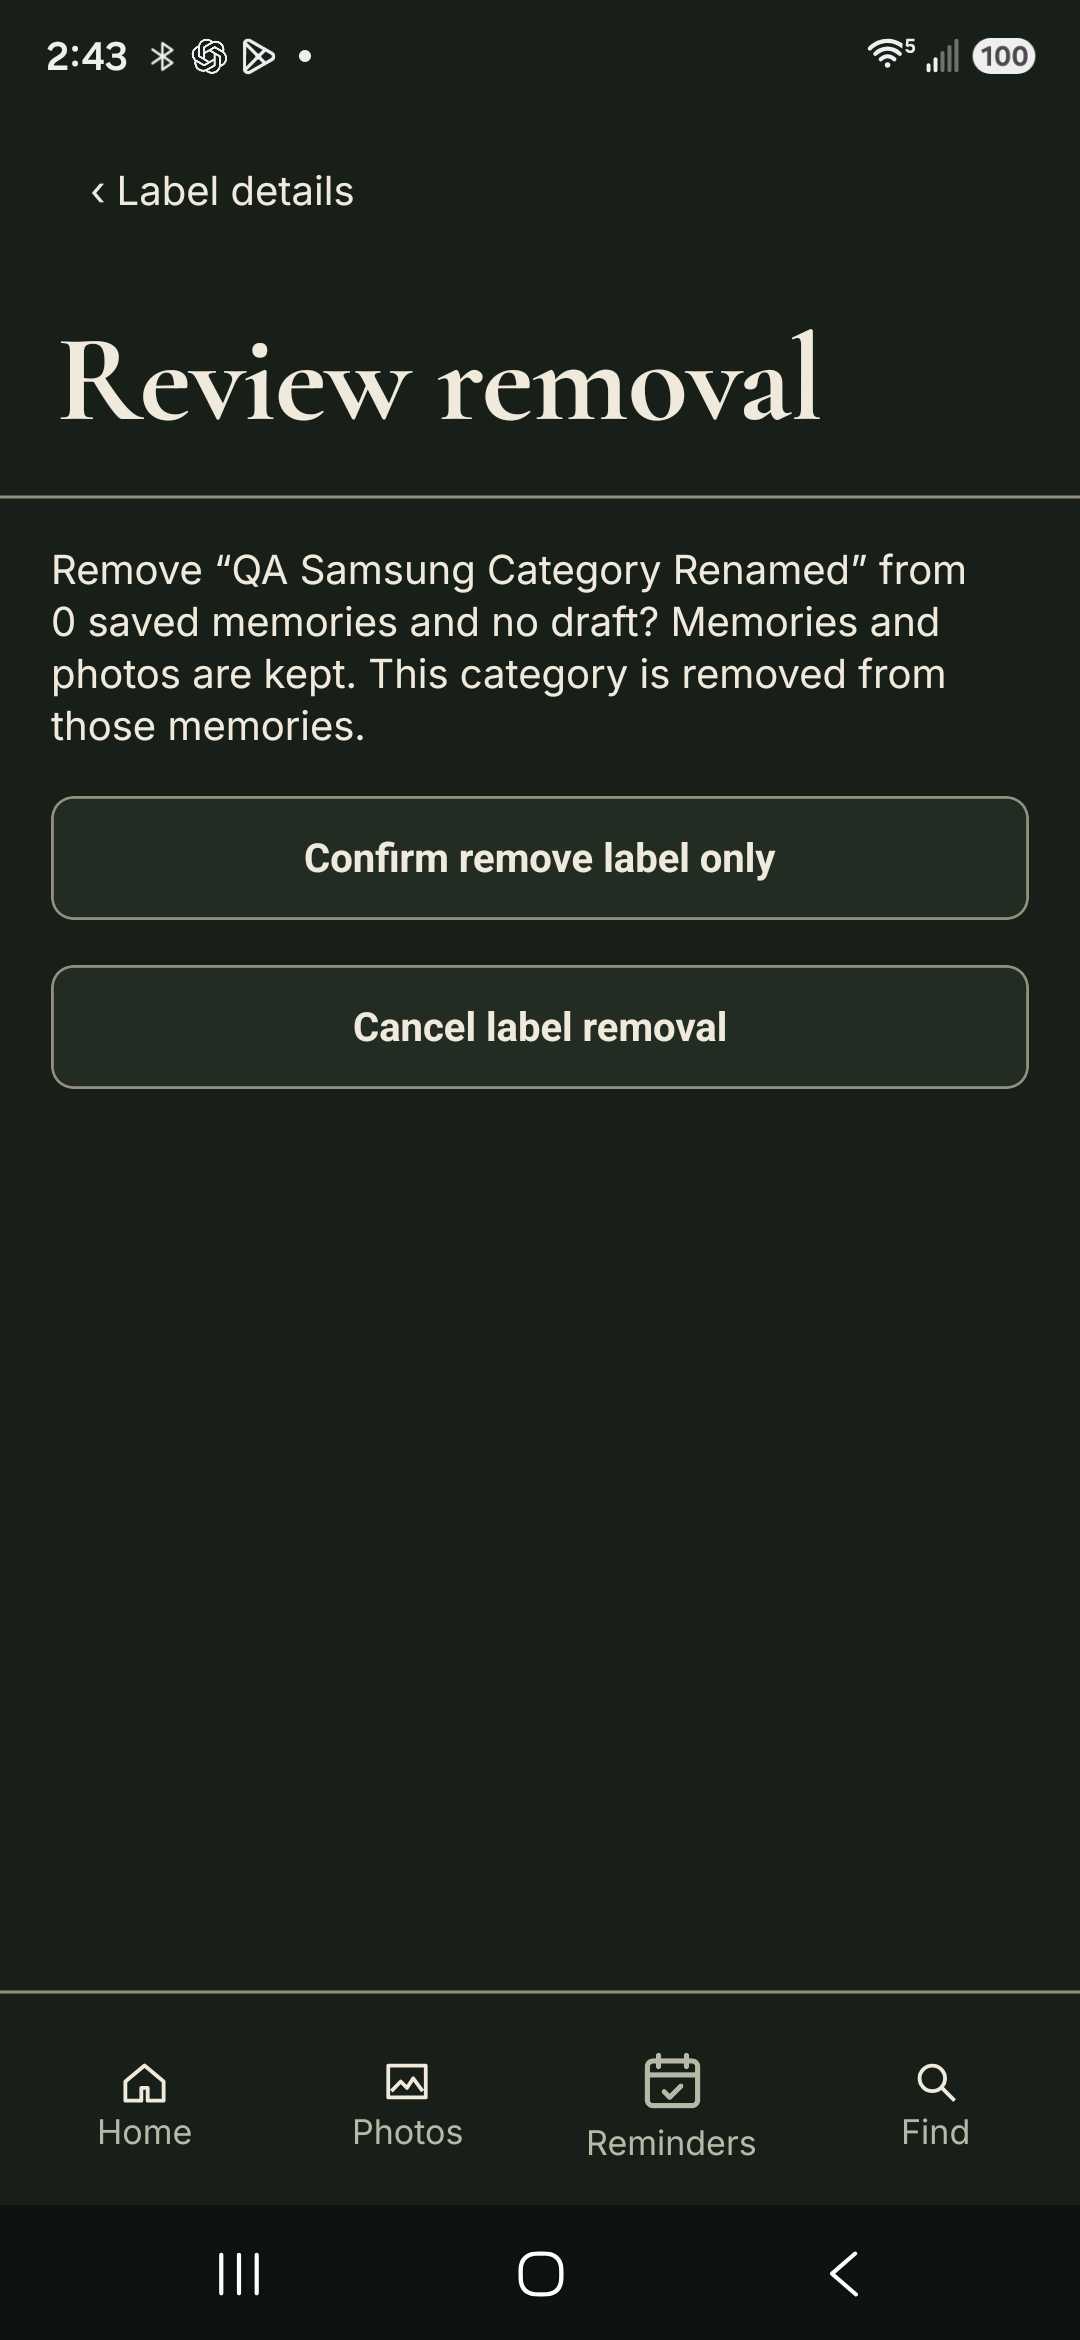 2:43
5
100
‹ Label details
Review removal
Remove “QA Samsung Category Renamed” from
0 saved memories and no draft? Memories and
photos are kept. This category is removed from
those memories.
Confirm remove label only
Cancel label removal
Home
Photos
Reminders
Find